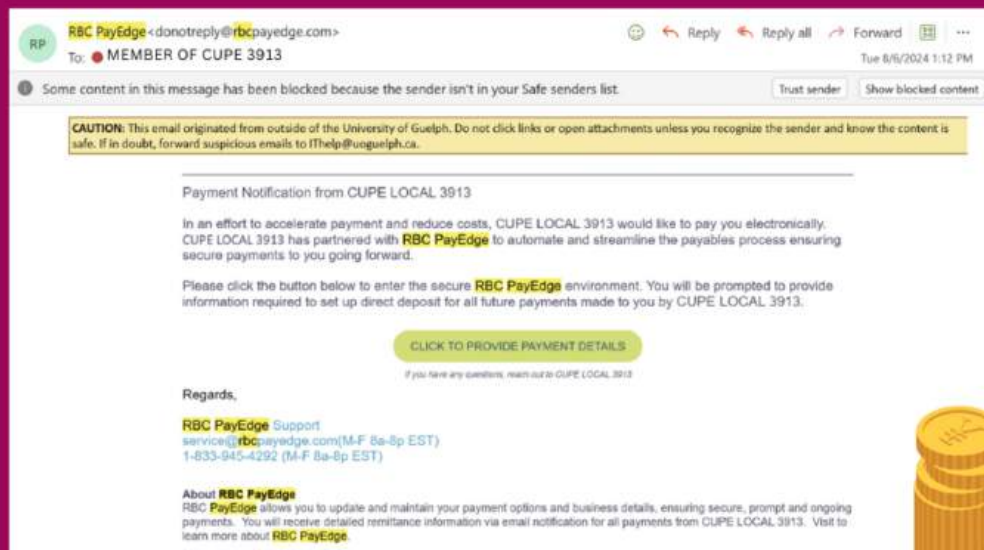 RP
RBC PayEdge<donotreply@rbcpayedge.com>
To: MEMBER OF CUPE 3913
Reply
Reply all
Forward
...
Tue 8/6/2024 1:12 PM
Some content in this message has been blocked because the sender isn't in your Safe senders list.
Trust sender
Show blocked content
CAUTION: This email originated from outside of the University of Guelph. Do not click links or open attachments unless you recognize the sender and know the content is
safe. If in doubt, forward suspicious emails to IThelp@uoguelph.ca.
Payment Notification from CUPE LOCAL 3913
In an effort to accelerate payment and reduce costs, CUPE LOCAL 3913 would like to pay you electronically.
CUPE LOCAL 3913 has partnered with RBC PayEdge to automate and streamline the payables process ensuring
secure payments to you going forward.
Please click the button below to enter the secure RBC PayEdge environment. You will be prompted to provide
information required to set up direct deposit for all future payments made to you by CUPE LOCAL 3913.
CLICK TO PROVIDE PAYMENT DETAILS
If you have any questions, reach out to CUPE LOCAL 3913
Regards,
RBC PayEdge Support
service@rbcpayedge.com(M-F 8a-8p EST)
1-833-945-4292 (M-F 8a-8p EST)
About RBC PayEdge
RBC PayEdge allows you to update and maintain your payment options and business details, ensuring secure, prompt and ongoing
payments. You will receive detailed remittance information via email notification for all payments from CUPE LOCAL 3913. Visit to
learn more about RBC PayEdge.